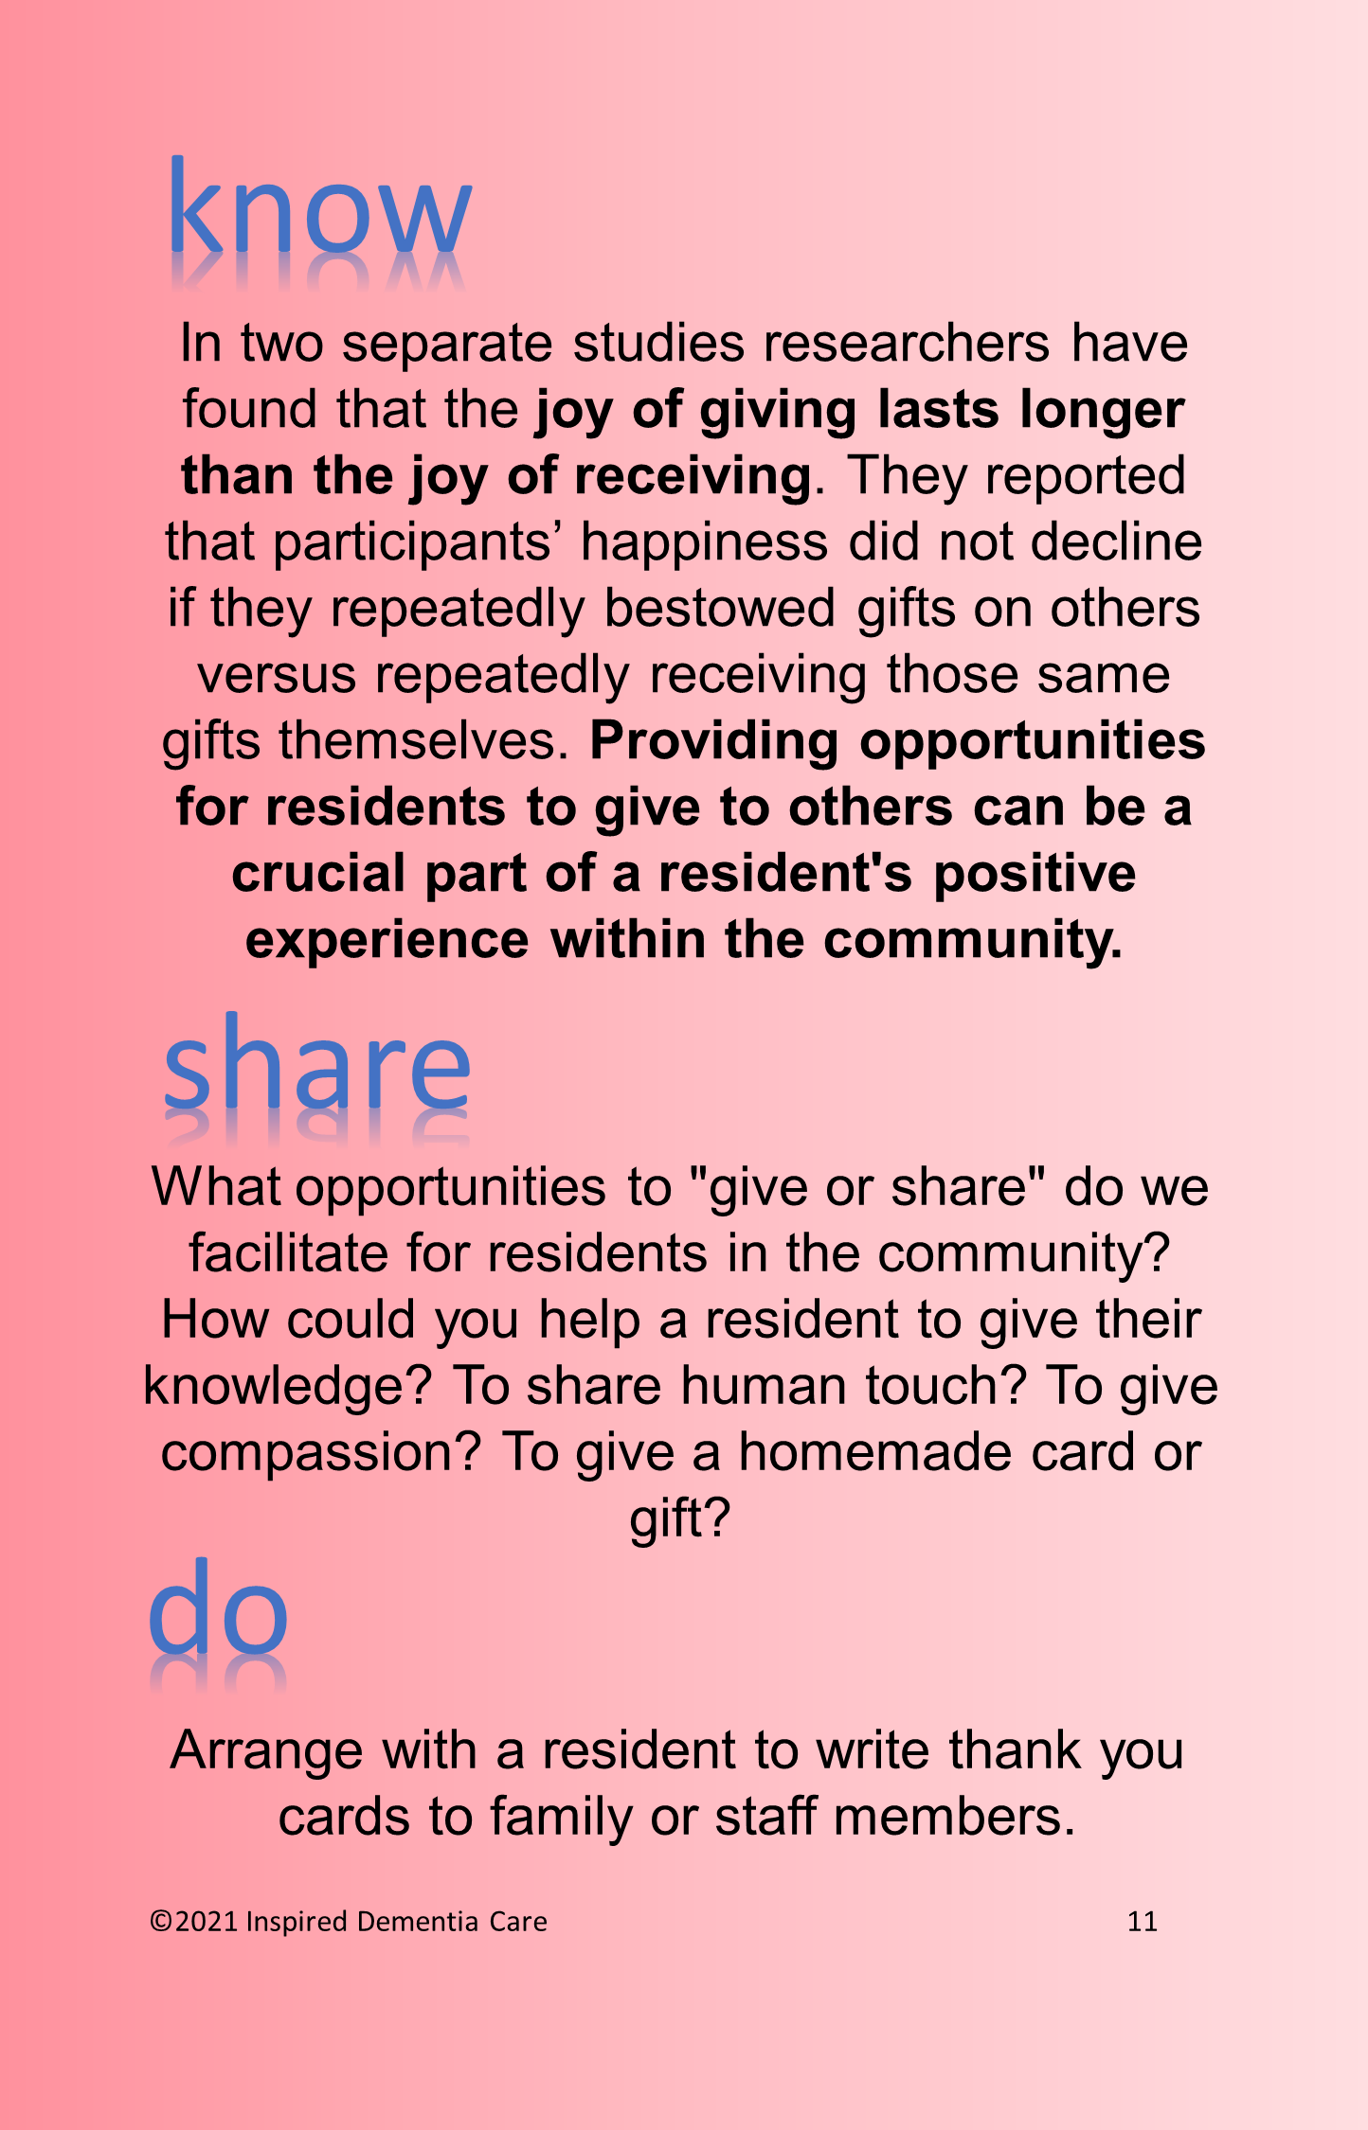 know
In two separate studies researchers have
found that the joy of giving lasts longer
than the joy of receiving. They reported
that participants’ happiness did not decline
if they repeatedly bestowed gifts on others
versus repeatedly receiving those same
gifts themselves. Providing opportunities
for residents to give to others can be a
crucial part of a resident's positive
experience within the community.
share
What opportunities to "give or share" do we
facilitate for residents in the community?
How could you help a resident to give their
knowledge? To share human touch? To give
compassion? To give a homemade card or
gift?
do
Arrange with a resident to write thank you
cards to family or staff members.
©2021 Inspired Dementia Care 11